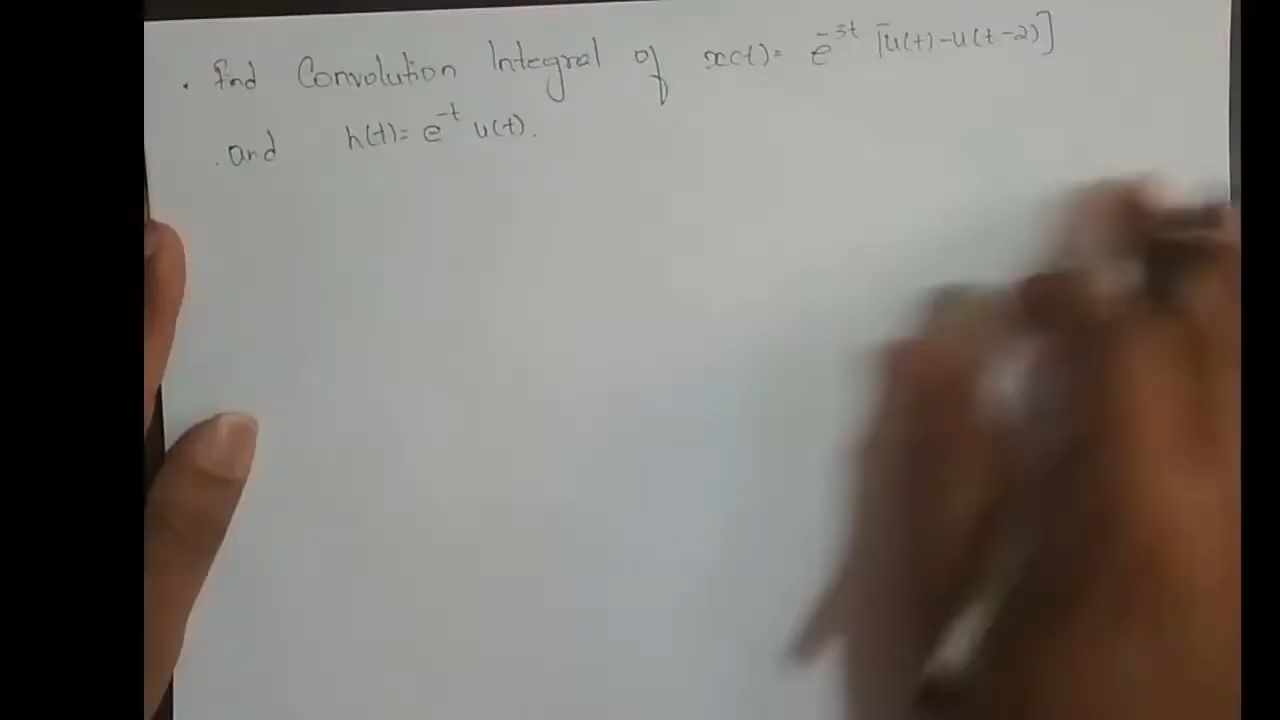 . find Convolution Integral of x(t)= e^-3t [u(t)-u(t-2)]
. and h(t)= e^-t u(t).